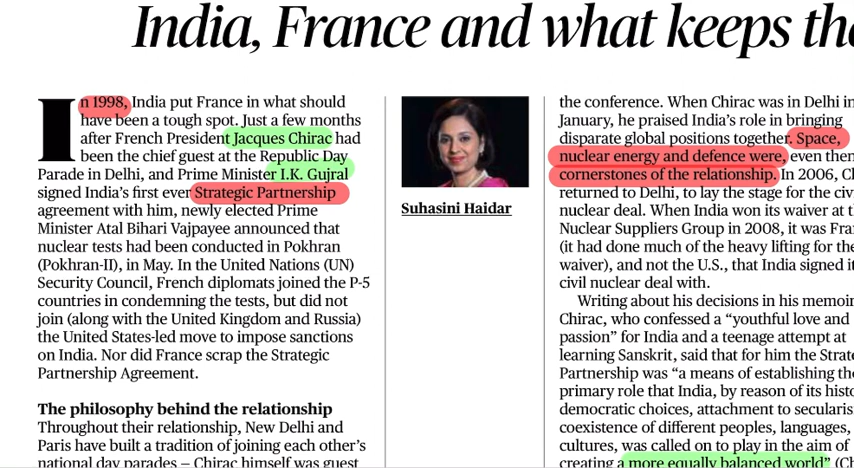 India, France and what keeps the
In 1998, India put France in what should
have been a tough spot. Just a few months
after French President Jacques Chirac had
been the chief guest at the Republic Day
Parade in Delhi, and Prime Minister I.K. Gujral
signed India's first ever Strategic Partnership
agreement with him, newly elected Prime
Minister Atal Bihari Vajpayee announced that
nuclear tests had been conducted in Pokhran
(Pokhran-II), in May. In the United Nations (UN)
Security Council, French diplomats joined the P-5
countries in condemning the tests, but did not
join (along with the United Kingdom and Russia)
the United States-led move to impose sanctions
on India. Nor did France scrap the Strategic
Partnership Agreement.
The philosophy behind the relationship
Throughout their relationship, New Delhi and
Paris have built a tradition of joining each other's
national day parades – Chirac himself was guest
Suhasini Haidar
the conference. When Chirac was in Delhi in
January, he praised India's role in bringing
disparate global positions together. Space,
nuclear energy and defence were, even then
cornerstones of the relationship. In 2006, Ch
returned to Delhi, to lay the stage for the civ
nuclear deal. When India won its waiver at t
Nuclear Suppliers Group in 2008, it was Fra
(it had done much of the heavy lifting for the
waiver), and not the U.S., that India signed it
civil nuclear deal with.
Writing about his decisions in his memoir
Chirac, who confessed a "youthful love and
passion" for India and a teenage attempt at
learning Sanskrit, said that for him the Strate
Partnership was "a means of establishing the
primary role that India, by reason of its histo
democratic choices, attachment to secularis
coexistence of different peoples, languages,
cultures, was called on to play in the aim of
creating a more equally balanced world" (Ch